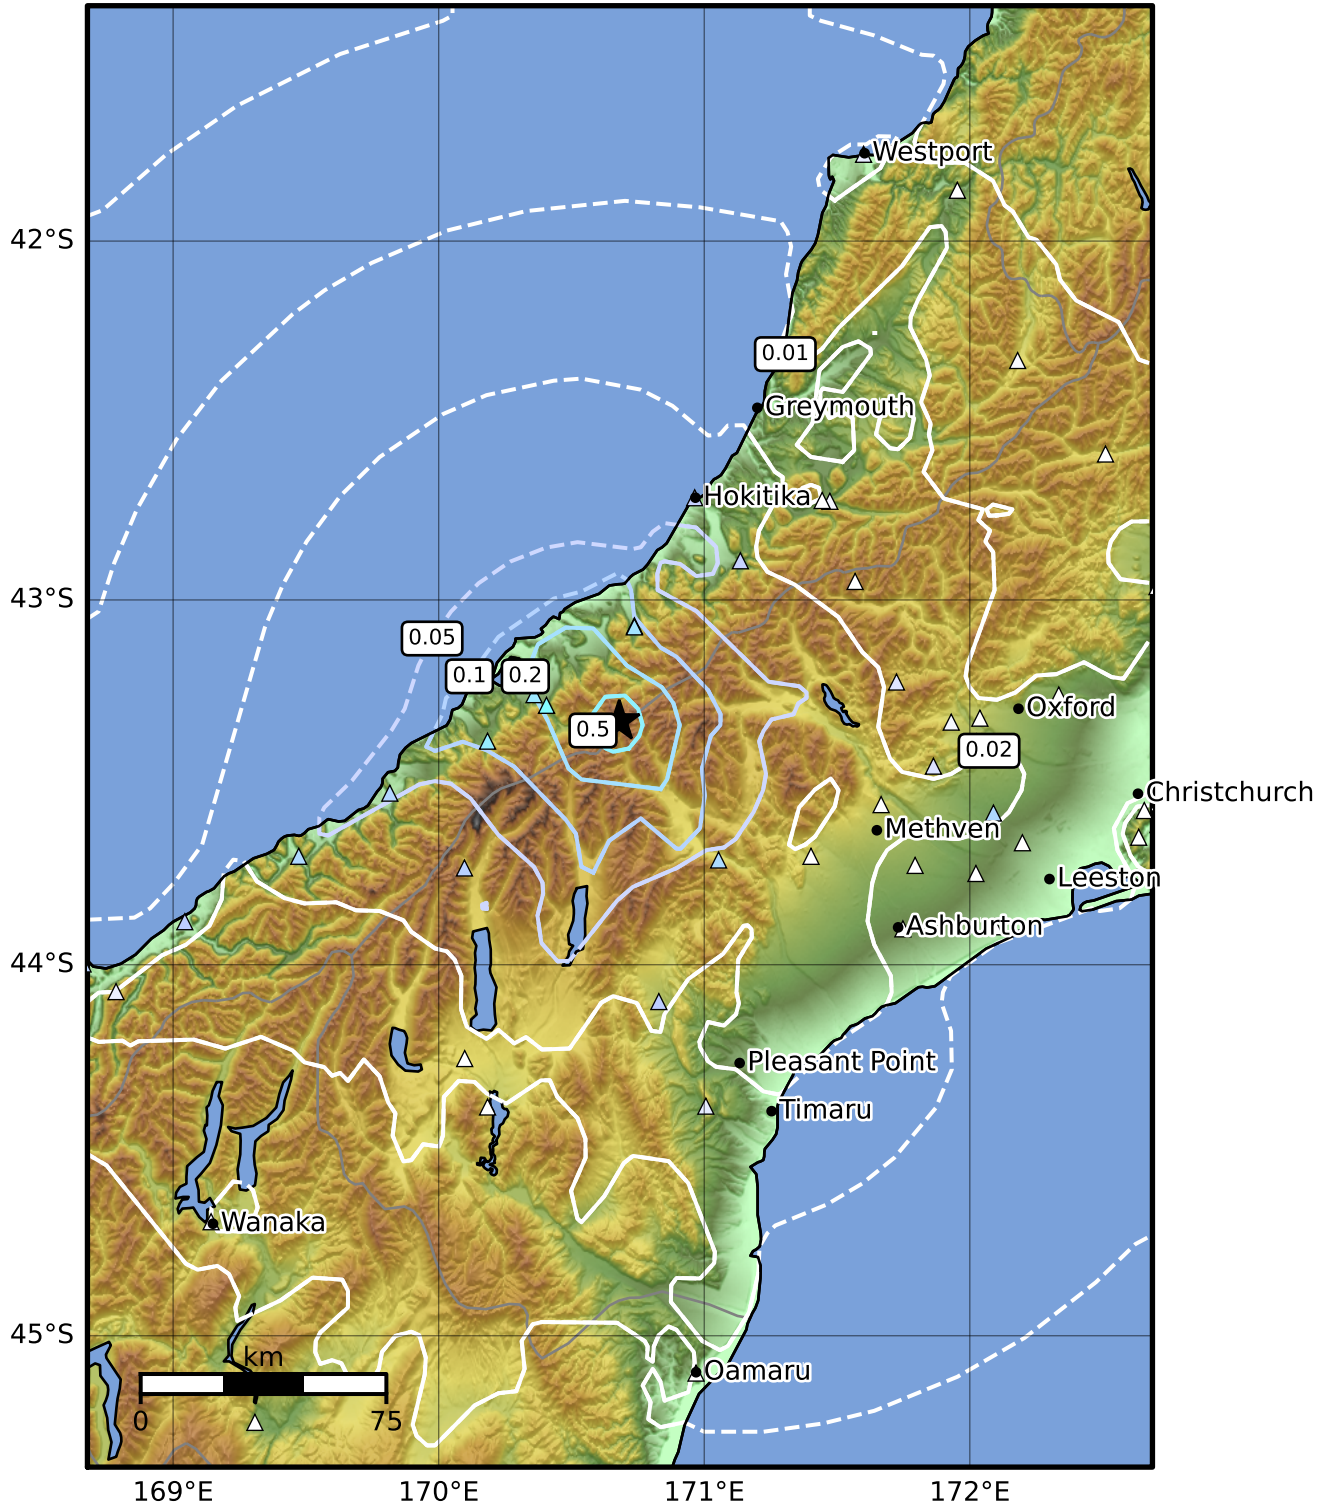 Westport
42°S
0.01
Greymouth
Hokitika
43°S
0.05
0.1
0.2
Oxford
0.5
0.02
Christchurch
Methven
Leeston
Ashburton
44°S
Pleasant Point
Timaru
Wanaka
45°S
km
Oamaru
0
75
169°E
170°E
171°E
172°E